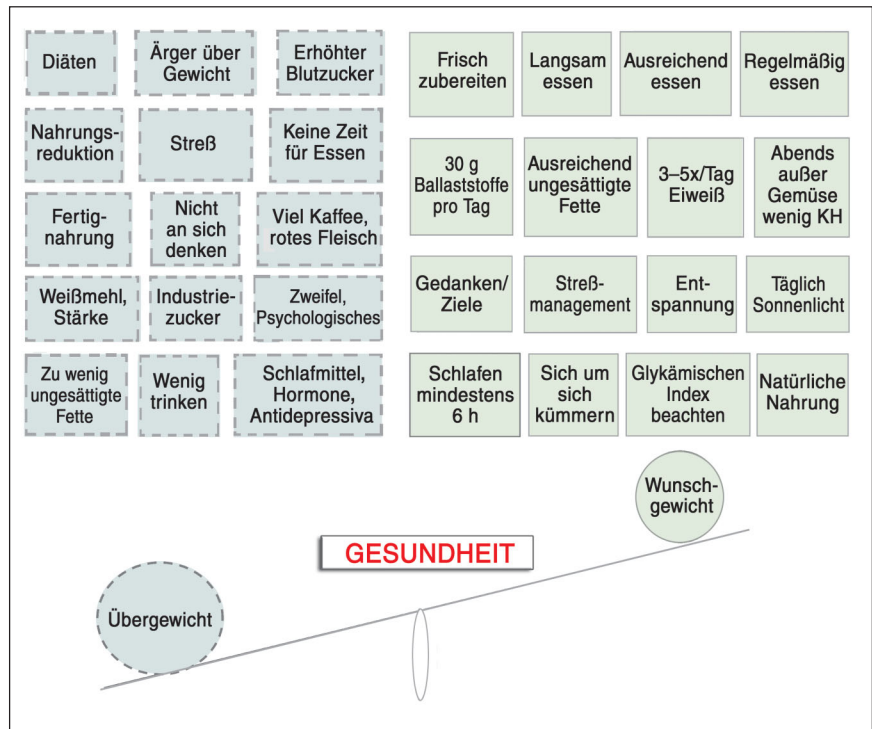 Diäten
Ärger über
Gewicht
Erhöhter
Blutzucker
Nahrungs-
reduktion
Streß
Keine Zeit
für Essen
Fertig-
nahrung
Nicht
an sich
denken
Viel Kaffee,
rotes Fleisch
Weißmehl,
Stärke
Industrie-
zucker
Zweifel,
Psychologisches
Zu wenig
ungesättigte
Fette
Wenig
trinken
Schlafmittel,
Hormone,
Antidepressiva
Frisch
zubereiten
Langsam
essen
Ausreichend
essen
Regelmäßig
essen
30 g
Ballaststoffe
pro Tag
Ausreichend
ungesättigte
Fette
3–5x/Tag
Eiweiß
Abends
außer
Gemüse
wenig KH
Gedanken/
Ziele
Streß-
management
Ent-
spannung
Täglich
Sonnenlicht
Schlafen
mindestens
6 h
Sich um
sich
kümmern
Glykämischen
Index
beachten
Natürliche
Nahrung
Wunsch-
gewicht
GESUNDHEIT
Übergewicht